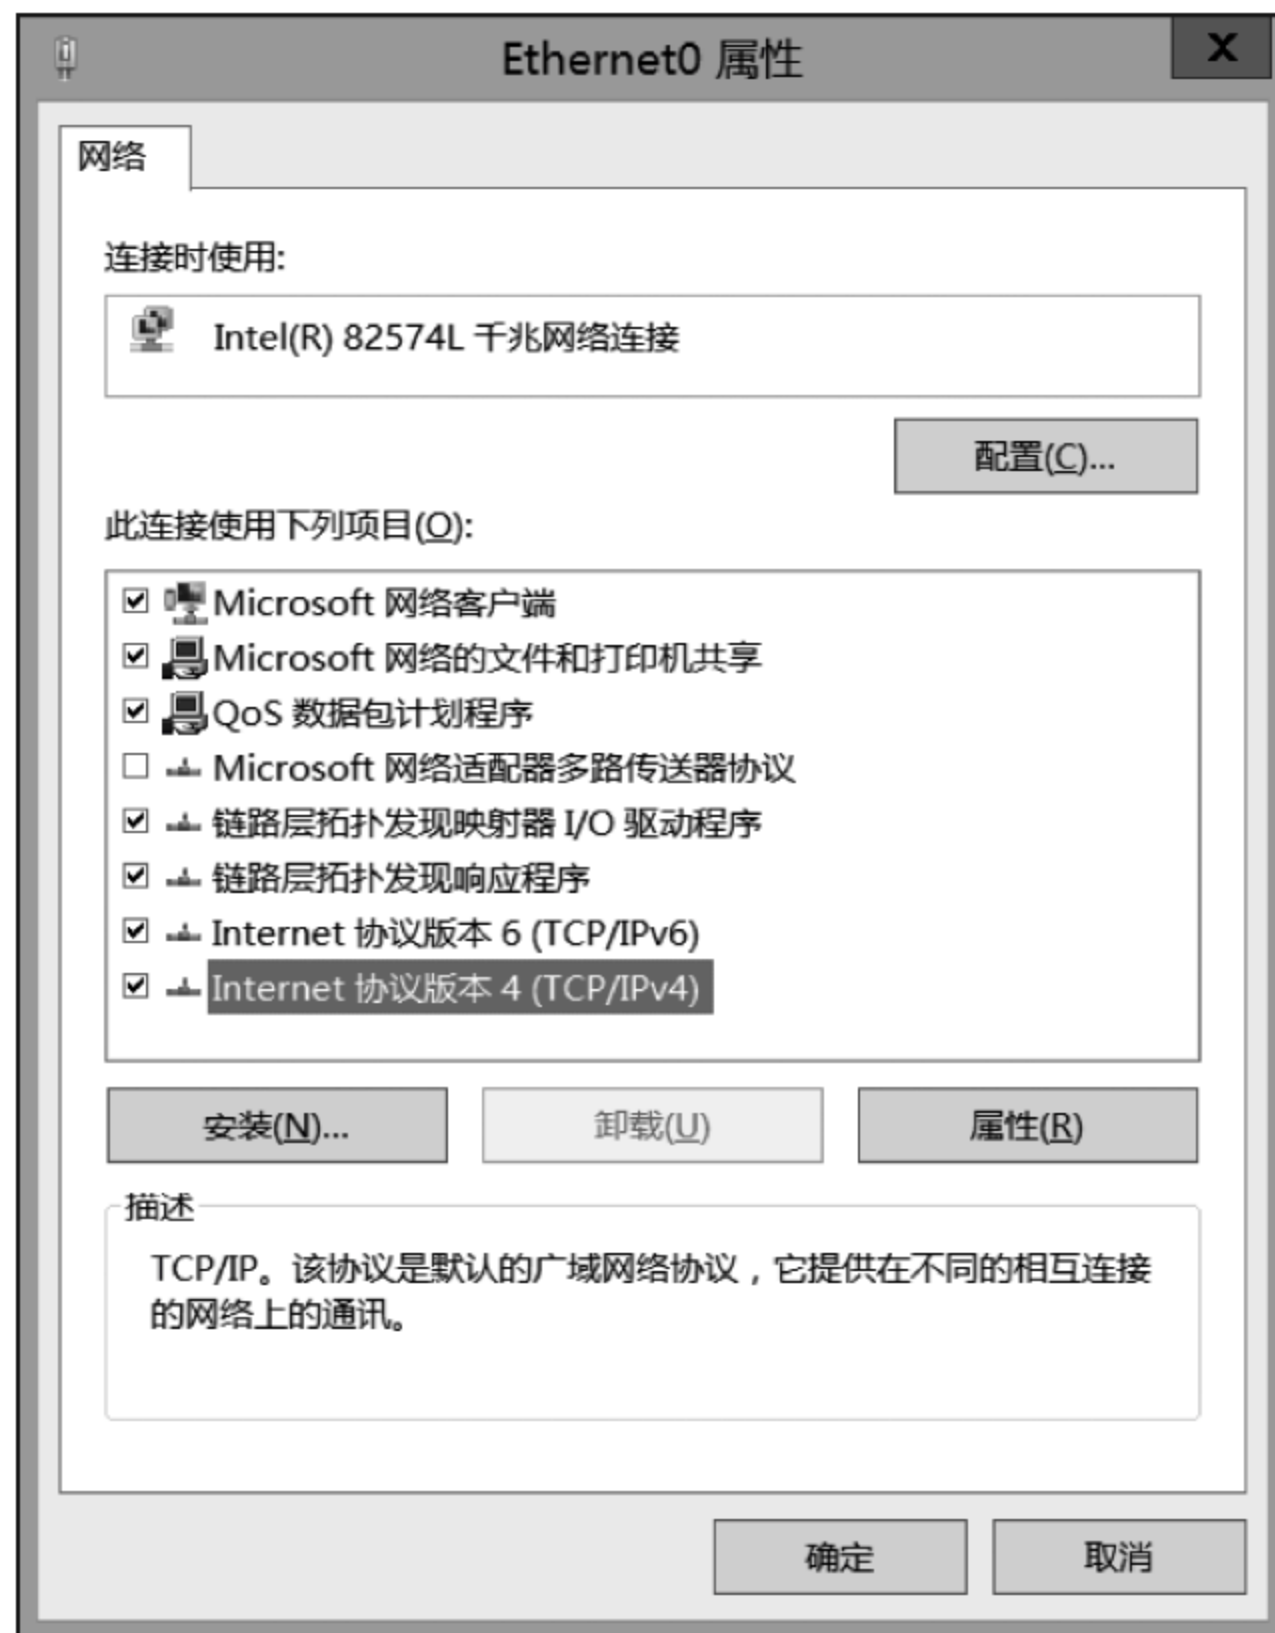 Ethernet0 属性
X
网络
连接时使用:
Intel(R) 82574L 千兆网络连接
配置(C)...
此连接使用下列项目(O):
Microsoft 网络客户端
Microsoft 网络的文件和打印机共享
QoS 数据包计划程序
Microsoft 网络适配器多路传送器协议
链路层拓扑发现映射器 I/O 驱动程序
链路层拓扑发现响应程序
Internet 协议版本 6 (TCP/IPv6)
Internet 协议版本 4 (TCP/IPv4)
安装(N)... 卸载(U) 属性(R)
描述
TCP/IP。该协议是默认的广域网络协议，它提供在不同的相互连接
的网络上的通讯。
确定 取消